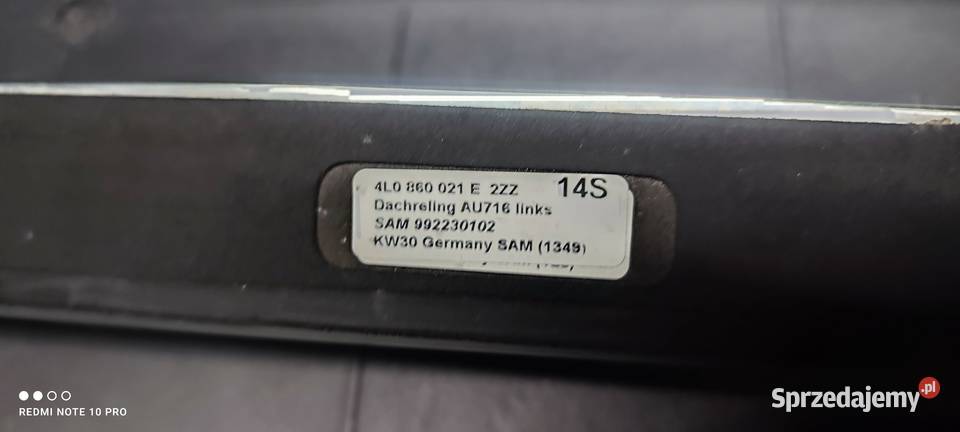 4L0 860 021 E 2ZZ 14S
Dachreling AU716 links
SAM 992230102
KW30 Germany SAM (1349)
REDMI NOTE 10 PRO
Sprzedajemy.pl